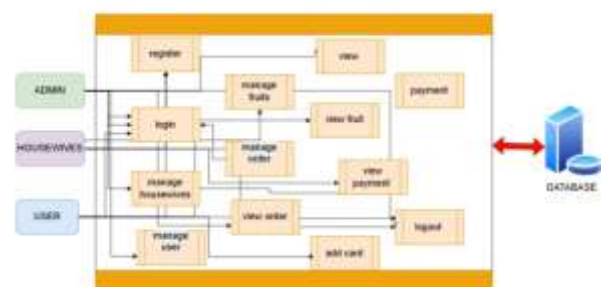 register
view
ADMIN
manage
fruits
payment
login
view fruit
HOUSEWIVES
manage
order
view
payment
manage
housewives
USER
view order
logout
manage
user
add card
DATABASE